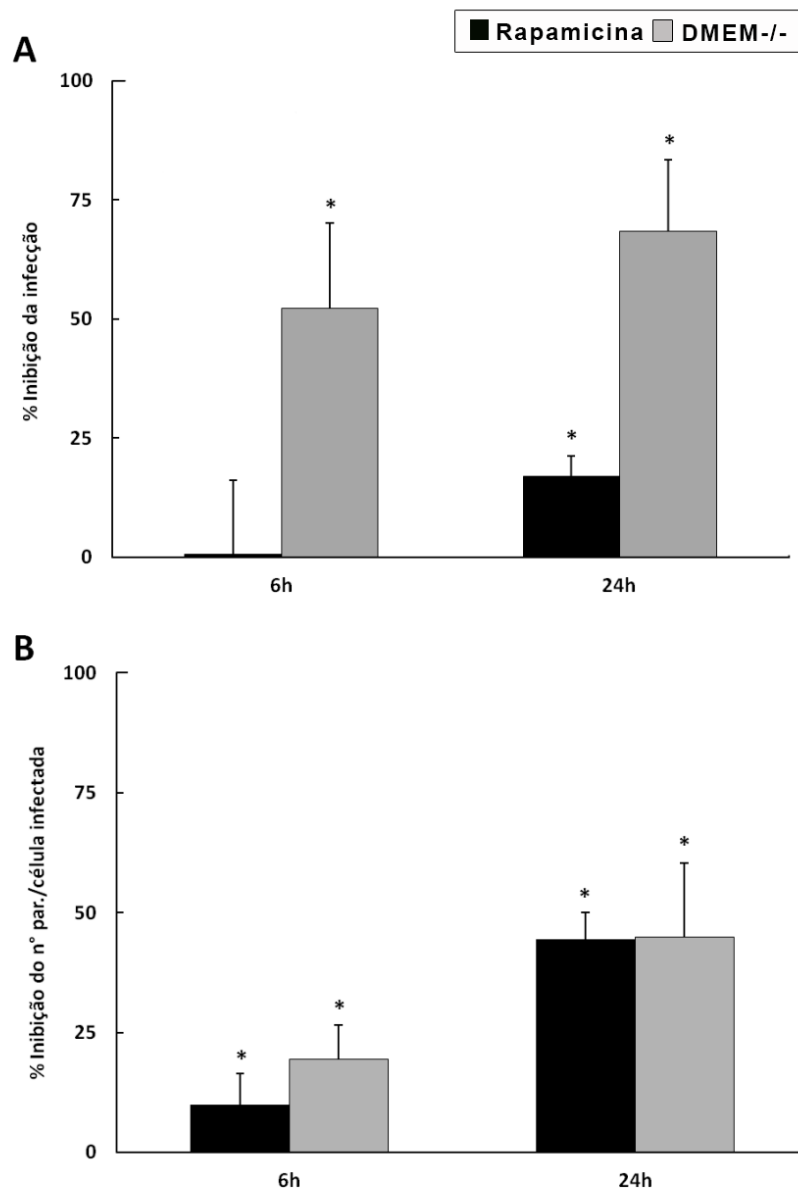 Rapamicina DMEM-/-
A
100
% Inibição da infecção
75
50
25
0
*
*
*
6h 24h
B
100
% Inibição do n° par./célula infectada
75
50
25
0
*
*
*
*
6h 24h